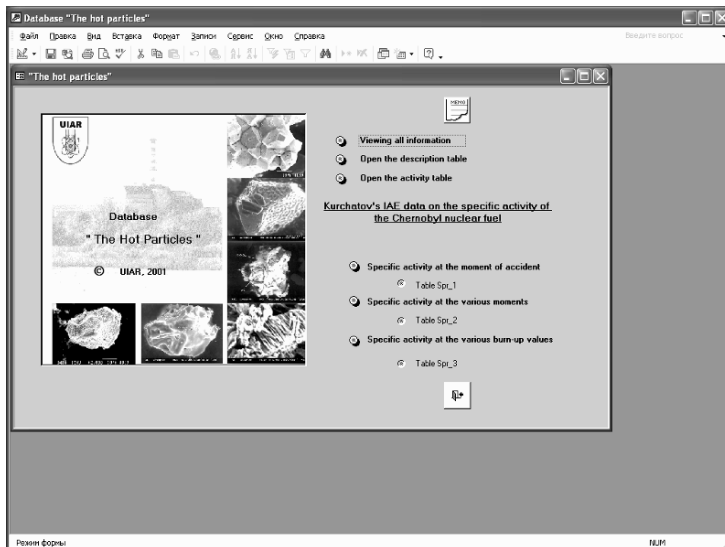 Database "The hot particles"
Файл Правка Вид Вставка Формат Записи Сервис Окно Справка
Введите вопрос
"The hot particles"
UIAR
MEMO
Database
" The Hot Particles "
© UIAR, 2001
Viewing all information
Open the description table
Open the activity table
Kurchatov's IAE data on the specific activity of
the Chernobyl nuclear fuel
Specific activity at the moment of accident
Table Spr_1
Specific activity at the various moments
Table Spr_2
Specific activity at the various burn-up values
Table Spr_3
Режим формы
NUM